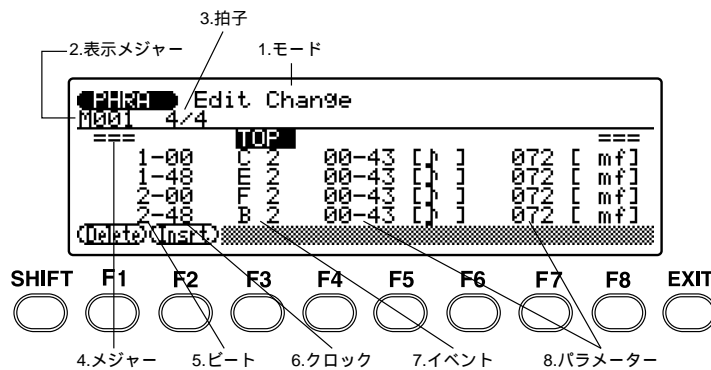 3.拍子
2.表示メジャー
1.モード
PHRA Edit Change
M001 4/4
=== TOP ===
1-00 C 2 00-43 [♪ ] 072 [ mf]
1-48 E 2 00-43 [♪ ] 072 [ mf]
2-00 F 2 00-43 [♪ ] 072 [ mf]
2-48 B 2 00-43 [♪ ] 072 [ mf]
Delete Insrt
SHIFT F1 F2 F3 F4 F5 F6 F7 F8 EXIT
4.メジャー 5.ビート 6.クロック 7.イベント 8.パラメーター